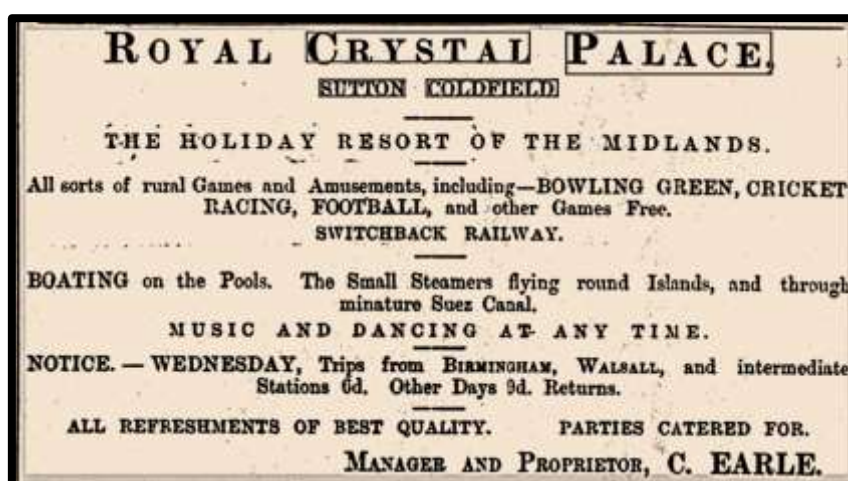 ROYAL CRYSTAL PALACE,
SUTTON COLDFIELD
THE HOLIDAY RESORT OF THE MIDLANDS.
All sorts of rural Games and Amusements, including—BOWLING GREEN, CRICKET
RACING, FOOTBALL, and other Games Free.
SWITCHBACK RAILWAY.
BOATING on the Pools. The Small Steamers flying round Islands, and through
minature Suez Canal.
MUSIC AND DANCING AT ANY TIME.
NOTICE. — WEDNESDAY, Trips from BIRMINGHAM, WALSALL, and intermediate
Stations 6d. Other Days 9d. Returns.
ALL REFRESHMENTS OF BEST QUALITY. PARTIES CATERED FOR.
MANAGER AND PROPRIETOR, C. EARLE.